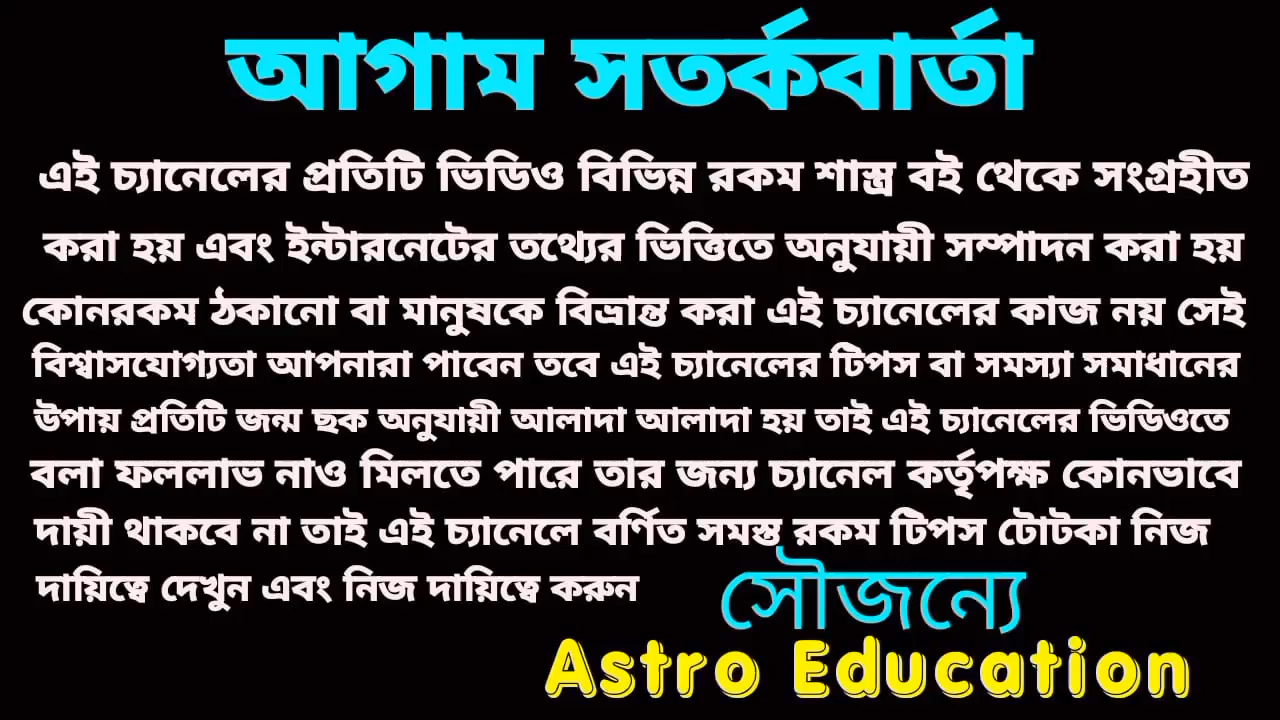 আগাম সতর্কবার্তা
এই চ্যানেলের প্রতিটি ভিডিও বিভিন্ন রকম শাস্ত্র বই থেকে সংগ্রহীত
করা হয় এবং ইন্টারনেটের তথ্যের ভিত্তিতে অনুযায়ী সম্পাদন করা হয়
কোনরকম ঠকানো বা মানুষকে বিভ্রান্ত করা এই চ্যানেলের কাজ নয় সেই
বিশ্বাসযোগ্যতা আপনারা পাবেন তবে এই চ্যানেলের টিপস বা সমস্যা সমাধানের
উপায় প্রতিটি জন্ম ছক অনুযায়ী আলাদা আলাদা হয় তাই এই চ্যানেলের ভিডিওতে
বলা ফললাভ নাও মিলতে পারে তার জন্য চ্যানেল কর্তৃপক্ষ কোনভাবে
দায়ী থাকবে না তাই এই চ্যানেলে বর্ণিত সমস্ত রকম টিপস টোটকা নিজ
দায়িত্বে দেখুন এবং নিজ দায়িত্বে করুন
সৌজন্যে
Astro Education